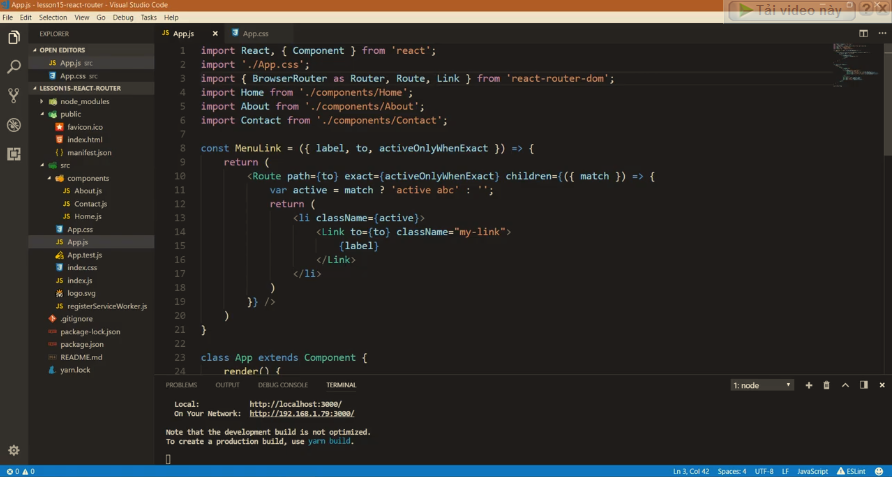 App.js - lesson15-react-router - Visual Studio Code
Tải video này
File Edit Selection View Go Debug Tasks Help
EXPLORER
OPEN EDITORS
App.js src
App.css src
LESSON15-REACT-ROUTER
node_modules
public
favicon.ico
index.html
manifest.json
src
components
About.js
Contact.js
Home.js
App.css
App.js
App.test.js
index.css
index.js
logo.svg
registerServiceWorker.js
.gitignore
package-lock.json
package.json
README.md
yarn.lock
App.js
App.css
1 import React, { Component } from 'react';
2 import './App.css';
3 import { BrowserRouter as Router, Route, Link } from 'react-router-dom';
4 import Home from './components/Home';
5 import About from './components/About';
6 import Contact from './components/Contact';
7
8 const MenuLink = ({ label, to, activeOnlyWhenExact }) => {
9 return (
10 <Route path={to} exact={activeOnlyWhenExact} children={({ match }) => {
11 var active = match ? 'active abc' : '';
12 return (
13 <li className={active}>
14 <Link to={to} className="my-link">
15 {label}
16 </Link>
17 </li>
18 )
19 }} />
20 )
21 }
22
23 class App extends Component {
24 render() {
PROBLEMS OUTPUT DEBUG CONSOLE TERMINAL
1: node
Local: http://localhost:3000/
On Your Network: http://192.168.1.79:3000/
Note that the development build is not optimized.
To create a production build, use yarn build.
0 0
Ln 3, Col 42 Spaces: 4 UTF-8 LF JavaScript ESLint